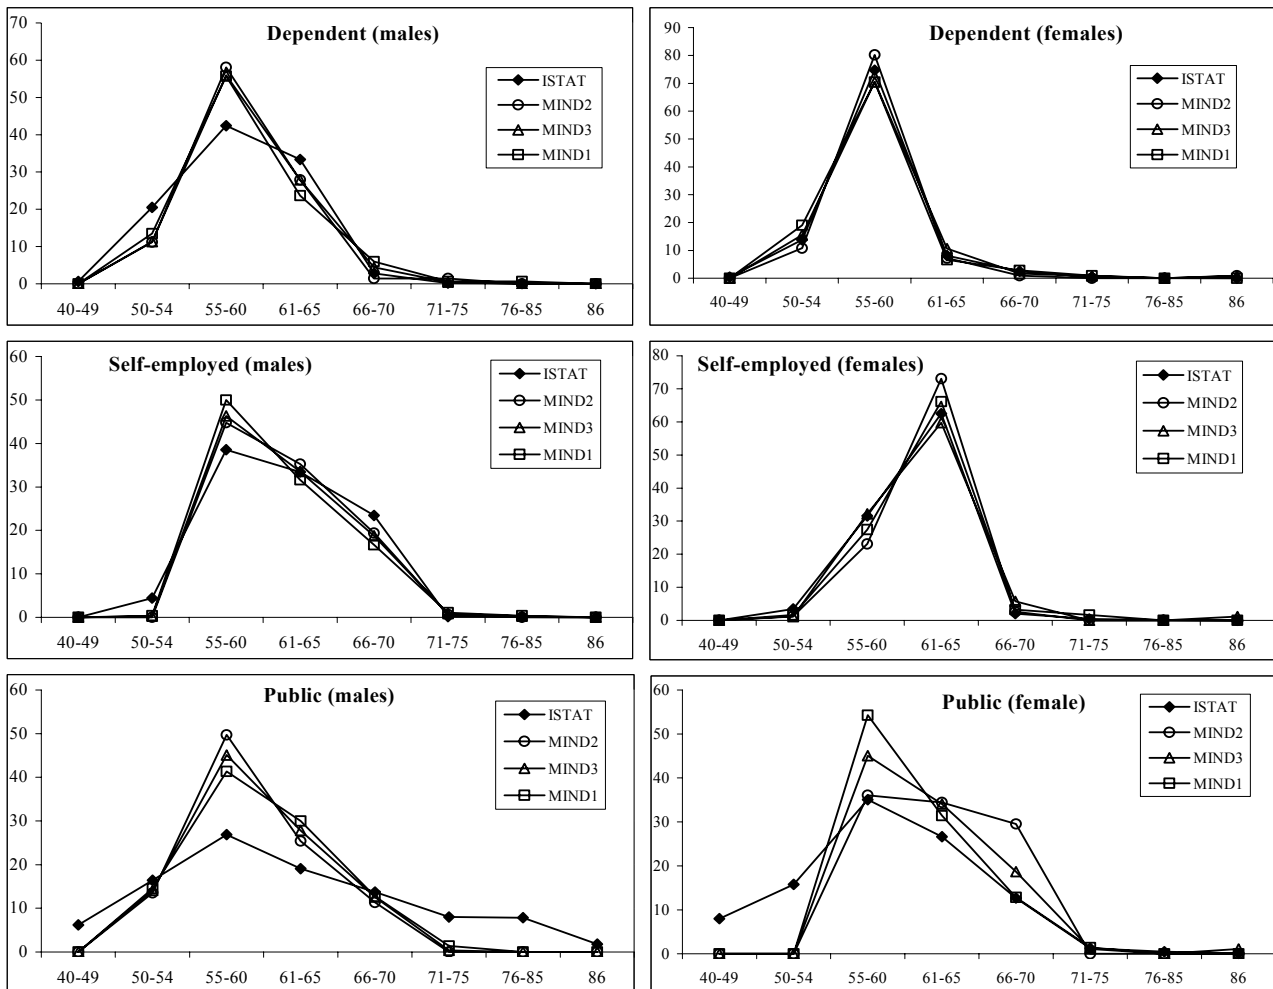 Dependent (males)
70
60
50
40
30
20
10
0
40-49 50-54 55-60 61-65 66-70 71-75 76-85 86
ISTAT
MIND2
MIND3
MIND1
Dependent (females)
90
80
70
60
50
40
30
20
10
0
40-49 50-54 55-60 61-65 66-70 71-75 76-85 86
ISTAT
MIND2
MIND3
MIND1
Self-employed (males)
60
50
40
30
20
10
0
40-49 50-54 55-60 61-65 66-70 71-75 76-85 86
ISTAT
MIND2
MIND3
MIND1
Self-employed (females)
80
70
60
50
40
30
20
10
0
40-49 50-54 55-60 61-65 66-70 71-75 76-85 86
ISTAT
MIND2
MIND3
MIND1
Public (males)
60
50
40
30
20
10
0
40-49 50-54 55-60 61-65 66-70 71-75 76-85 86
ISTAT
MIND2
MIND3
MIND1
Public (female)
60
50
40
30
20
10
0
40-49 50-54 55-60 61-65 66-70 71-75 76-85 86
ISTAT
MIND2
MIND3
MIND1